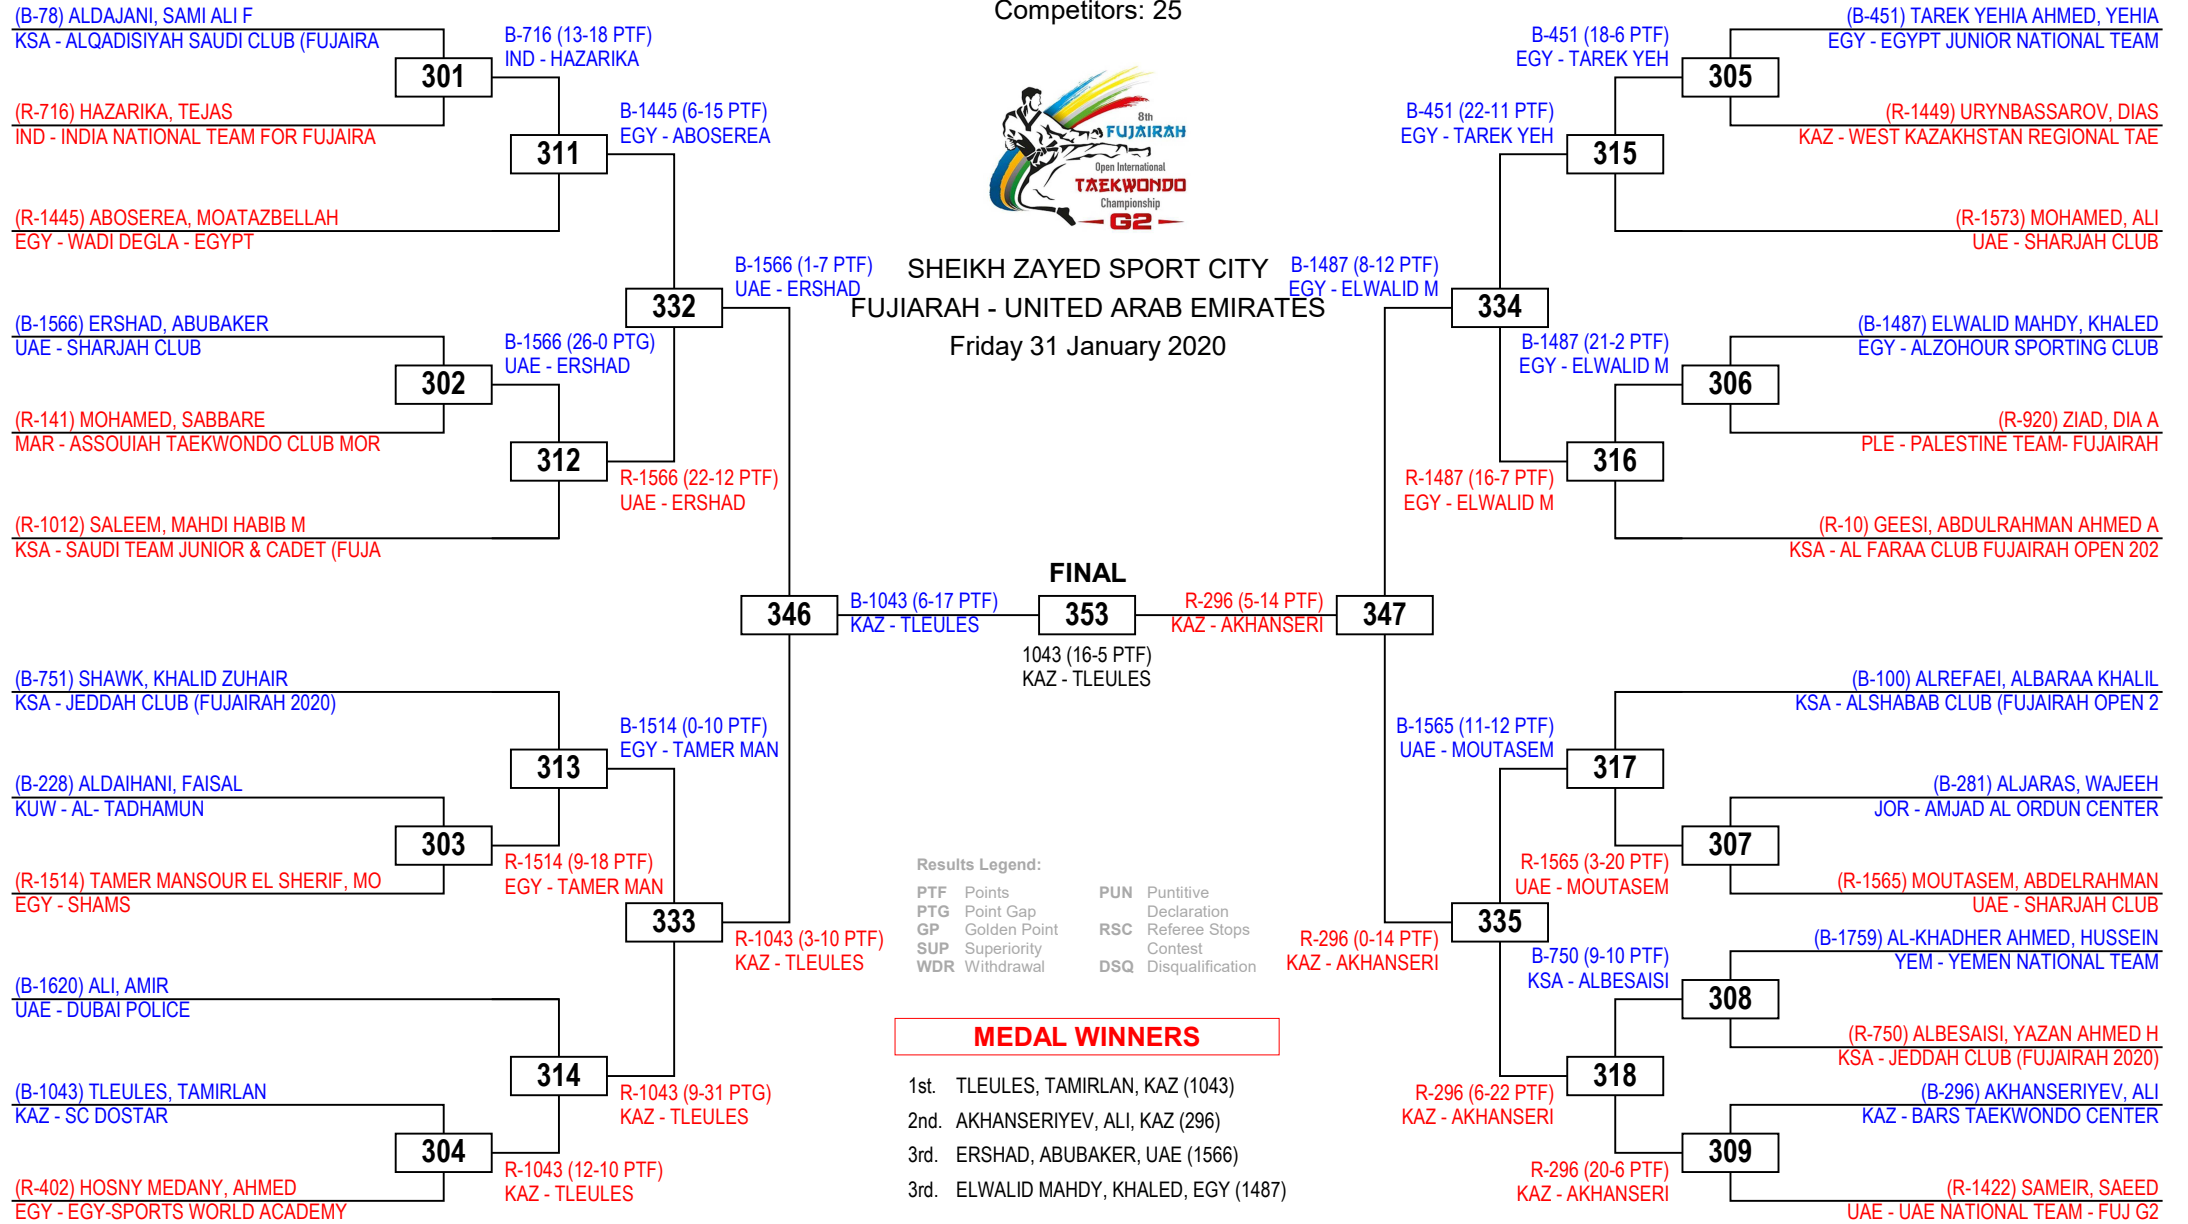 Competitors: 25
(B-78) ALDAJANI, SAMI ALI F
KSA - ALQADISIYAH SAUDI CLUB (FUJAIRA
301
(R-716) HAZARIKA, TEJAS
IND - INDIA NATIONAL TEAM FOR FUJAIRA
B-716 (13-18 PTF)
IND - HAZARIKA
311
(R-1445) ABOSEREA, MOATAZBELLAH
EGY - WADI DEGLA - EGYPT
B-1445 (6-15 PTF)
EGY - ABOSEREA
332
(B-1566) ERSHAD, ABUBAKER
UAE - SHARJAH CLUB
302
(R-141) MOHAMED, SABBARE
MAR - ASSOUIAH TAEKWONDO CLUB MOR
B-1566 (26-0 PTG)
UAE - ERSHAD
312
(R-1012) SALEEM, MAHDI HABIB M
KSA - SAUDI TEAM JUNIOR & CADET (FUJA
R-1566 (22-12 PTF)
UAE - ERSHAD
B-1566 (1-7 PTF)
UAE - ERSHAD
346
(B-751) SHAWK, KHALID ZUHAIR
KSA - JEDDAH CLUB (FUJAIRAH 2020)
313
B-1514 (0-10 PTF)
EGY - TAMER MAN
(B-228) ALDAIHANI, FAISAL
KUW - AL- TADHAMUN
303
(R-1514) TAMER MANSOUR EL SHERIF, MO
EGY - SHAMS
R-1514 (9-18 PTF)
EGY - TAMER MAN
333
R-1043 (3-10 PTF)
KAZ - TLEULES
(B-1620) ALI, AMIR
UAE - DUBAI POLICE
314
R-1043 (9-31 PTG)
KAZ - TLEULES
(B-1043) TLEULES, TAMIRLAN
KAZ - SC DOSTAR
304
(R-402) HOSNY MEDANY, AHMED
EGY - EGY-SPORTS WORLD ACADEMY
R-1043 (12-10 PTF)
KAZ - TLEULES
8th
FUJAIRAH
Open International
TAEKWONDO
Championship
G2
SHEIKH ZAYED SPORT CITY
FUJIARAH - UNITED ARAB EMIRATES
Friday 31 January 2020
B-1043 (6-17 PTF)
KAZ - TLEULES
FINAL
353
1043 (16-5 PTF)
KAZ - TLEULES
R-296 (5-14 PTF)
KAZ - AKHANSERI
347
Results Legend:
PTF Points
PTG Point Gap
GP Golden Point
SUP Superiority
WDR Withdrawal
PUN Puntitive
Declaration
RSC Referee Stops
Contest
DSQ Disqualification
MEDAL WINNERS
1st. TLEULES, TAMIRLAN, KAZ (1043)
2nd. AKHANSERIYEV, ALI, KAZ (296)
3rd. ERSHAD, ABUBAKER, UAE (1566)
3rd. ELWALID MAHDY, KHALED, EGY (1487)
(B-451) TAREK YEHIA AHMED, YEHIA
EGY - EGYPT JUNIOR NATIONAL TEAM
305
(R-1449) URYNBASSAROV, DIAS
KAZ - WEST KAZAKHSTAN REGIONAL TAE
B-451 (18-6 PTF)
EGY - TAREK YEH
315
(R-1573) MOHAMED, ALI
UAE - SHARJAH CLUB
B-451 (22-11 PTF)
EGY - TAREK YEH
334
B-1487 (8-12 PTF)
EGY - ELWALID M
(B-1487) ELWALID MAHDY, KHALED
EGY - ALZOHOUR SPORTING CLUB
306
(R-920) ZIAD, DIA A
PLE - PALESTINE TEAM- FUJAIRAH
B-1487 (21-2 PTF)
EGY - ELWALID M
316
(R-10) GEESI, ABDULRAHMAN AHMED A
KSA - AL FARAA CLUB FUJAIRAH OPEN 202
R-1487 (16-7 PTF)
EGY - ELWALID M
(B-100) ALREFAEI, ALBARAA KHALIL
KSA - ALSHABAB CLUB (FUJAIRAH OPEN 2
317
B-1565 (11-12 PTF)
UAE - MOUTASEM
(B-281) ALJARAS, WAJEEH
JOR - AMJAD AL ORDUN CENTER
307
(R-1565) MOUTASEM, ABDELRAHMAN
UAE - SHARJAH CLUB
R-1565 (3-20 PTF)
UAE - MOUTASEM
335
R-296 (0-14 PTF)
KAZ - AKHANSERI
(B-1759) AL-KHADHER AHMED, HUSSEIN
YEM - YEMEN NATIONAL TEAM
308
(R-750) ALBESAISI, YAZAN AHMED H
KSA - JEDDAH CLUB (FUJAIRAH 2020)
B-750 (9-10 PTF)
KSA - ALBESAISI
318
R-296 (6-22 PTF)
KAZ - AKHANSERI
(B-296) AKHANSERIYEV, ALI
KAZ - BARS TAEKWONDO CENTER
309
(R-1422) SAMEIR, SAEED
UAE - UAE NATIONAL TEAM - FUJ G2
R-296 (20-6 PTF)
KAZ - AKHANSERI